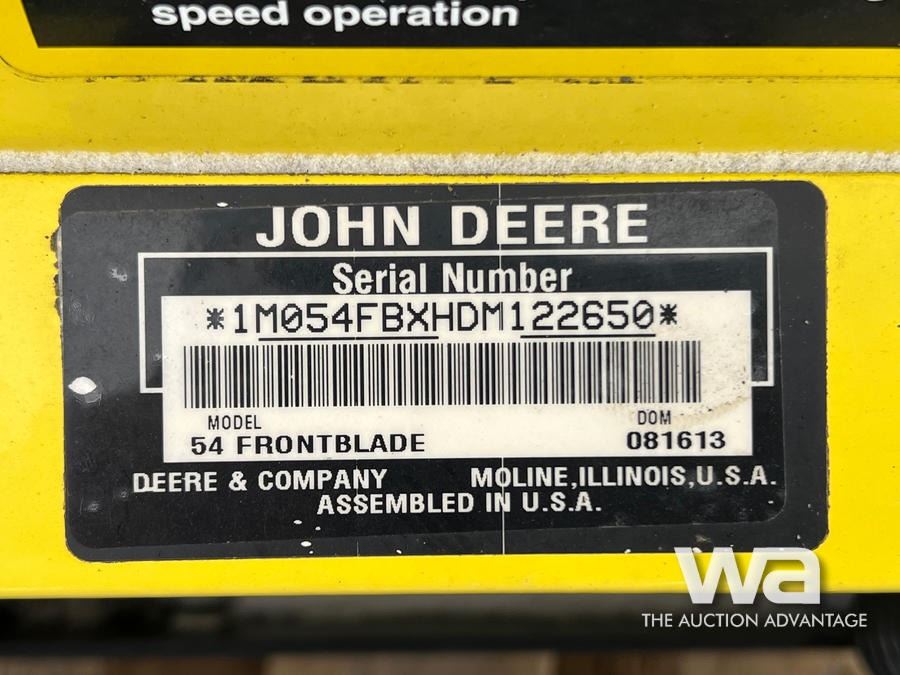 speed operation
JOHN DEERE
Serial Number
*1M054FBXHDM122650*
MODEL DOM
54 FRONTBLADE 081613
DEERE & COMPANY MOLINE,ILLINOIS,U.S.A.
ASSEMBLED IN U.S.A.
wa
THE AUCTION ADVANTAGE